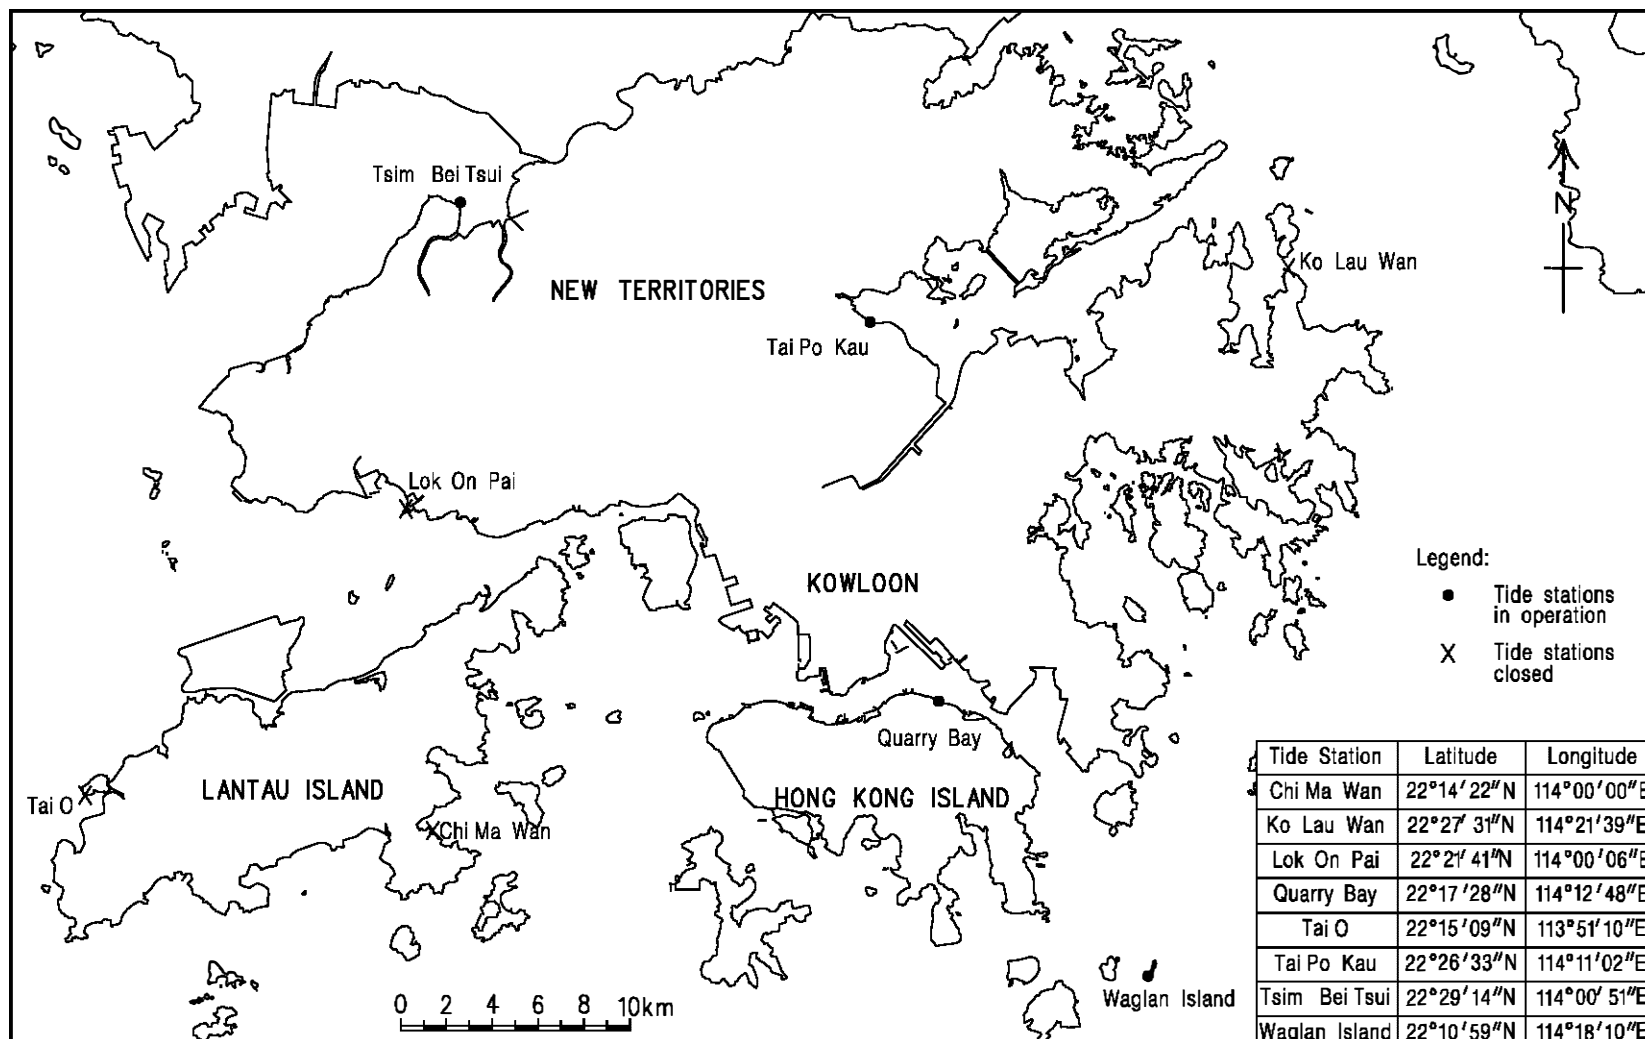 Tsim Bei Tsui
N
Ko Lau Wan
NEW TERRITORIES
Tai Po Kau
Lok On Pai
KOWLOON
Legend:
Tide stations
in operation
X Tide stations
closed
Quarry Bay
LANTAU ISLAND
HONG KONG ISLAND
Tai O
Chi Ma Wan
Waglan Island
0 2 4 6 8 10km
Tide Station Latitude Longitude
Chi Ma Wan 22°14'22"N 114°00'00"E
Ko Lau Wan 22°27'31"N 114°21'39"E
Lok On Pai 22°21'41"N 114°00'06"E
Quarry Bay 22°17'28"N 114°12'48"E
Tai O 22°15'09"N 113°51'10"E
Tai Po Kau 22°26'33"N 114°11'02"E
Tsim Bei Tsui 22°29'14"N 114°00'51"E
Waglan Island 22°10'59"N 114°18'10"E